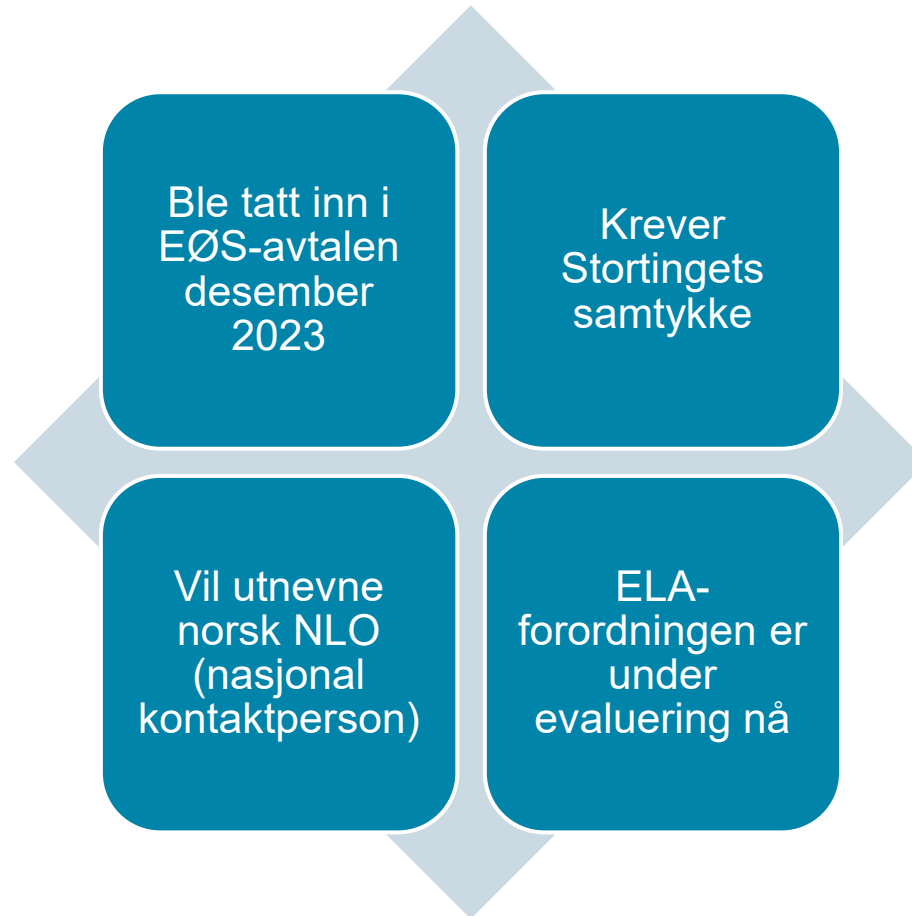 Ble tatt inn i
EØS-avtalen
desember
2023
Krever
Stortingets
samtykke
Vil utnevne
norsk NLO
(nasjonal
kontaktperson)
ELA-
forordningen er
under
evaluering nå